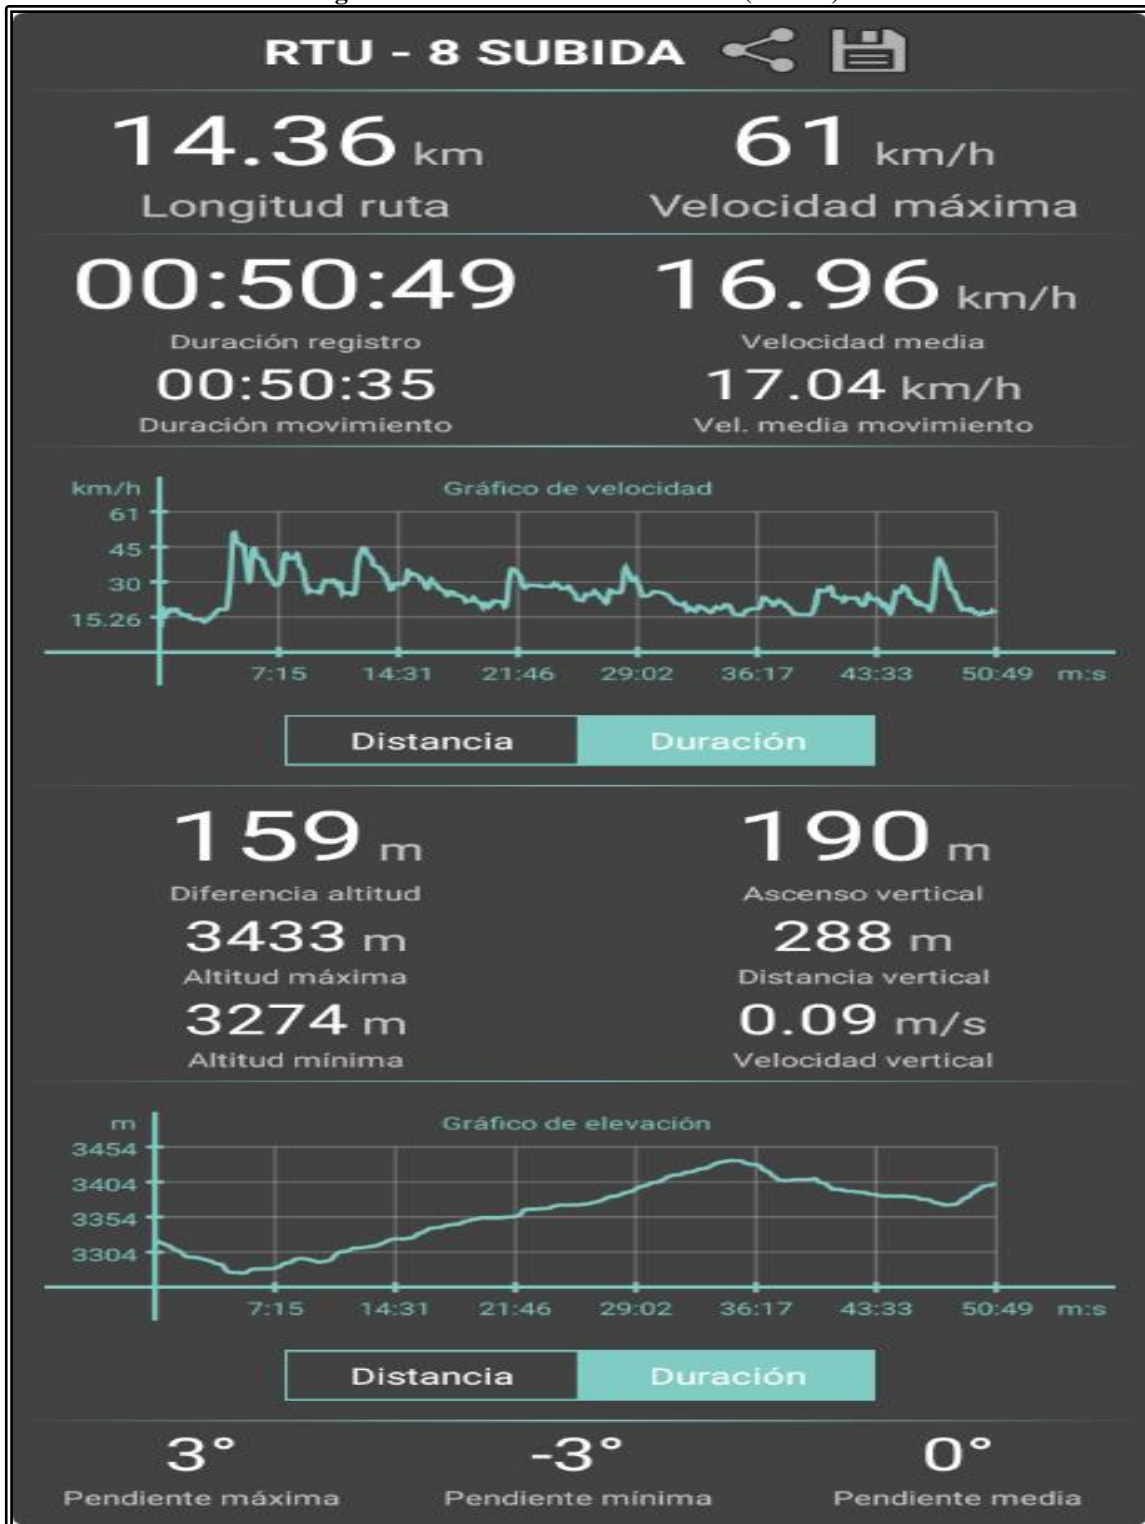 RTU - 8 SUBIDA
14.36 km 61 km/h
Longitud ruta Velocidad máxima
00:50:49 16.96 km/h
Duración registro Velocidad media
00:50:35 17.04 km/h
Duración movimiento Vel. media movimiento
km/h Gráfico de velocidad
61
45
30
15.26
7:15 14:31 21:46 29:02 36:17 43:33 50:49 m:s
Distancia Duración
159 m 190 m
Diferencia altitud Ascenso vertical
3433 m 288 m
Altitud máxima Distancia vertical
3274 m 0.09 m/s
Altitud mínima Velocidad vertical
m Gráfico de elevación
3454
3404
3354
3304
7:15 14:31 21:46 29:02 36:17 43:33 50:49 m:s
Distancia Duración
3° -3° 0°
Pendiente máxima Pendiente mínima Pendiente media